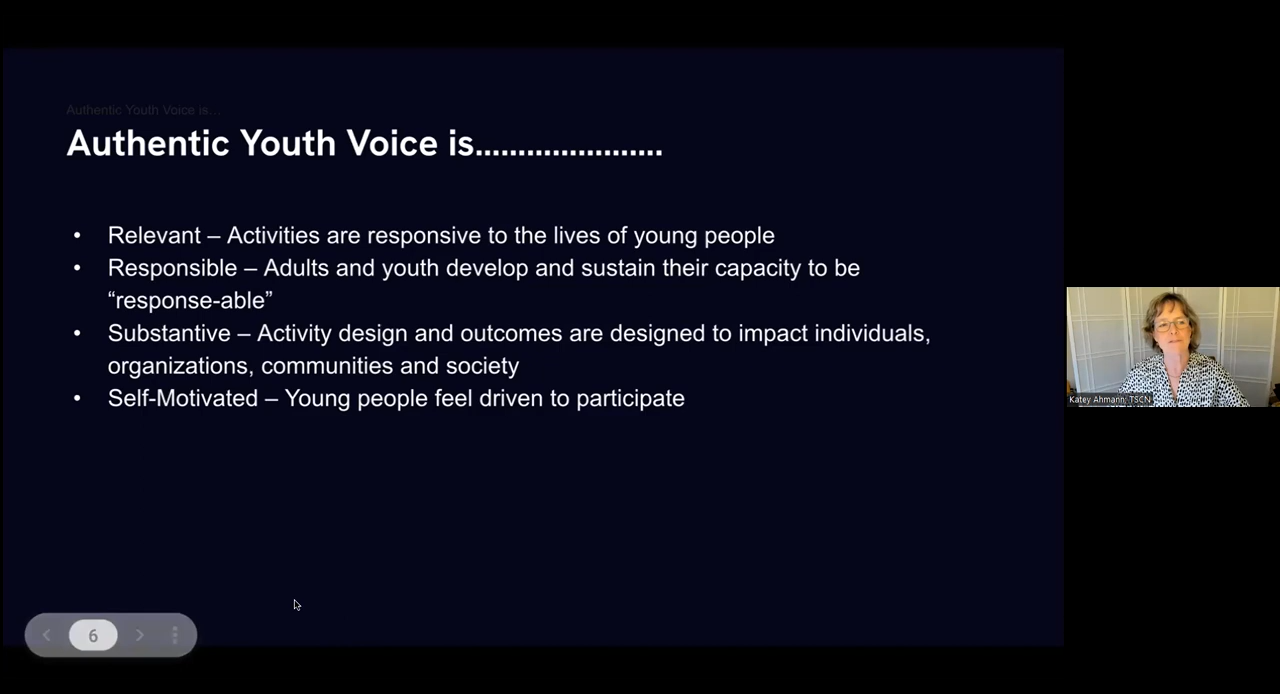 Authentic Youth Voice is...
Authentic Youth Voice is......................
• Relevant – Activities are responsive to the lives of young people
• Responsible – Adults and youth develop and sustain their capacity to be
“response-able”
• Substantive – Activity design and outcomes are designed to impact individuals,
organizations, communities and society
• Self-Motivated – Young people feel driven to participate
Katey Ahmann, TSCN
6